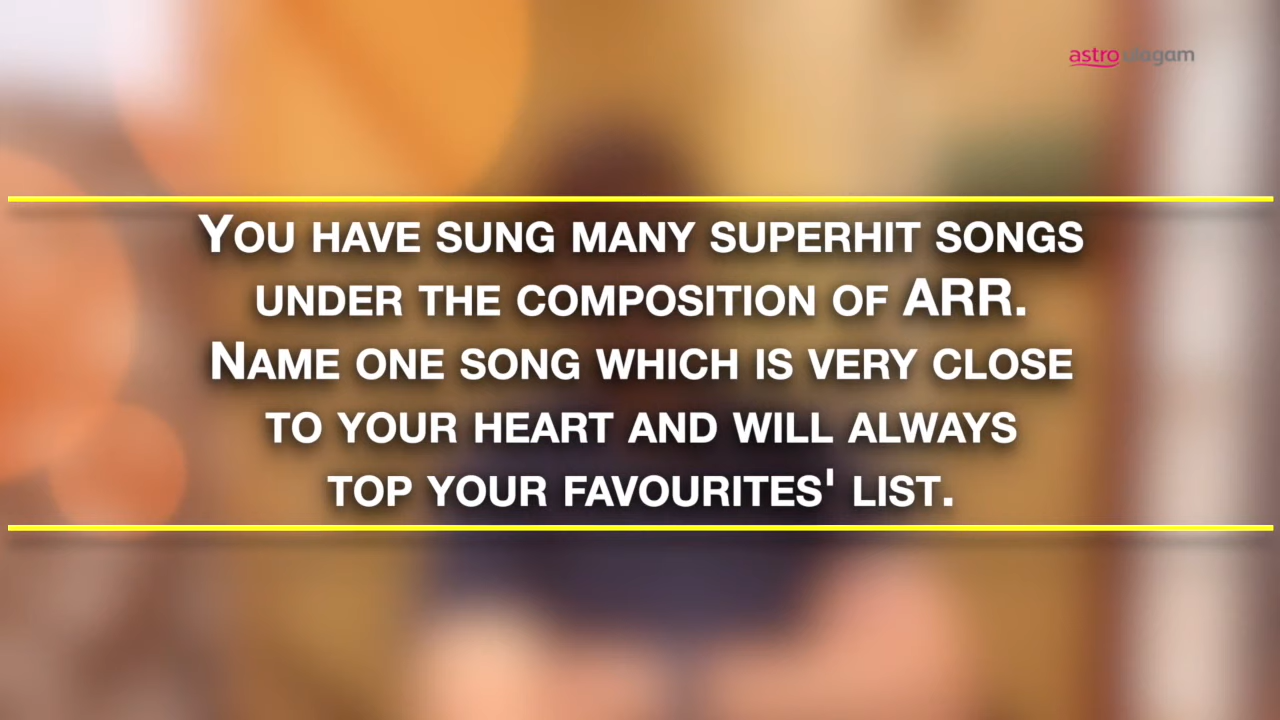 astro ulagam
You have sung many superhit songs
under the composition of ARR.
Name one song which is very close
to your heart and will always
top your favourites' list.